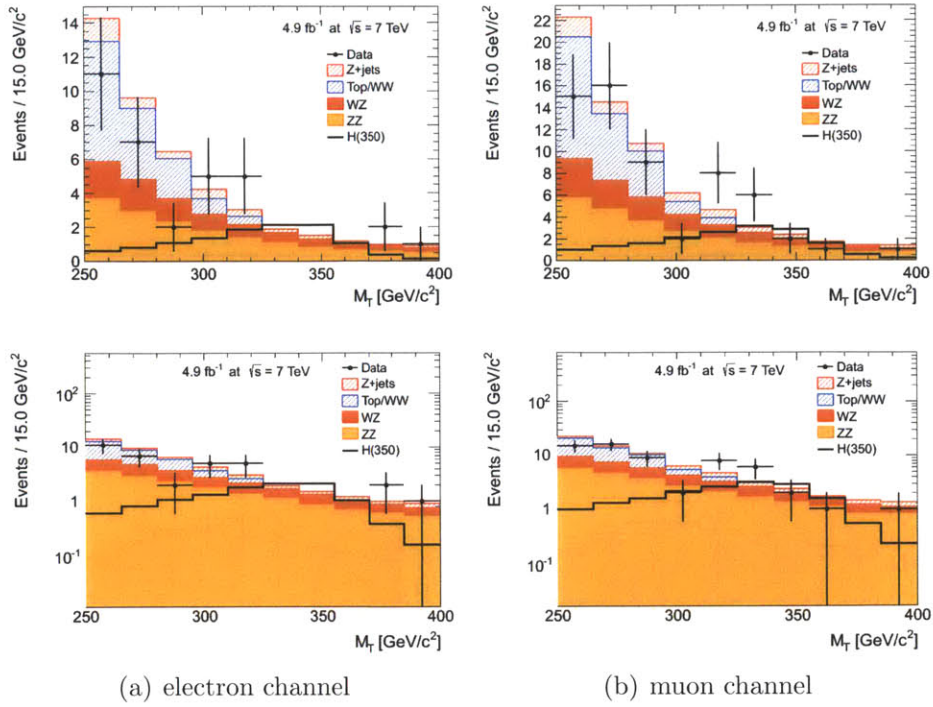 Events / 15.0 GeV/c²
14
12
10
8
6
4
2
0
4.9 fb⁻¹ at √s = 7 TeV
Data
Z+jets
Top/WW
WZ
ZZ
H(350)
250 300 350 400
M_T [GeV/c²]
Events / 15.0 GeV/c²
22
20
18
16
14
12
10
8
6
4
2
0
4.9 fb⁻¹ at √s = 7 TeV
Data
Z+jets
Top/WW
WZ
ZZ
H(350)
250 300 350 400
M_T [GeV/c²]
Events / 15.0 GeV/c²
10²
10
1
10⁻¹
4.9 fb⁻¹ at √s = 7 TeV
Data
Z+jets
Top/WW
WZ
ZZ
H(350)
250 300 350 400
M_T [GeV/c²]
Events / 15.0 GeV/c²
10²
10
1
10⁻¹
4.9 fb⁻¹ at √s = 7 TeV
Data
Z+jets
Top/WW
WZ
ZZ
H(350)
250 300 350 400
M_T [GeV/c²]
(a) electron channel
(b) muon channel